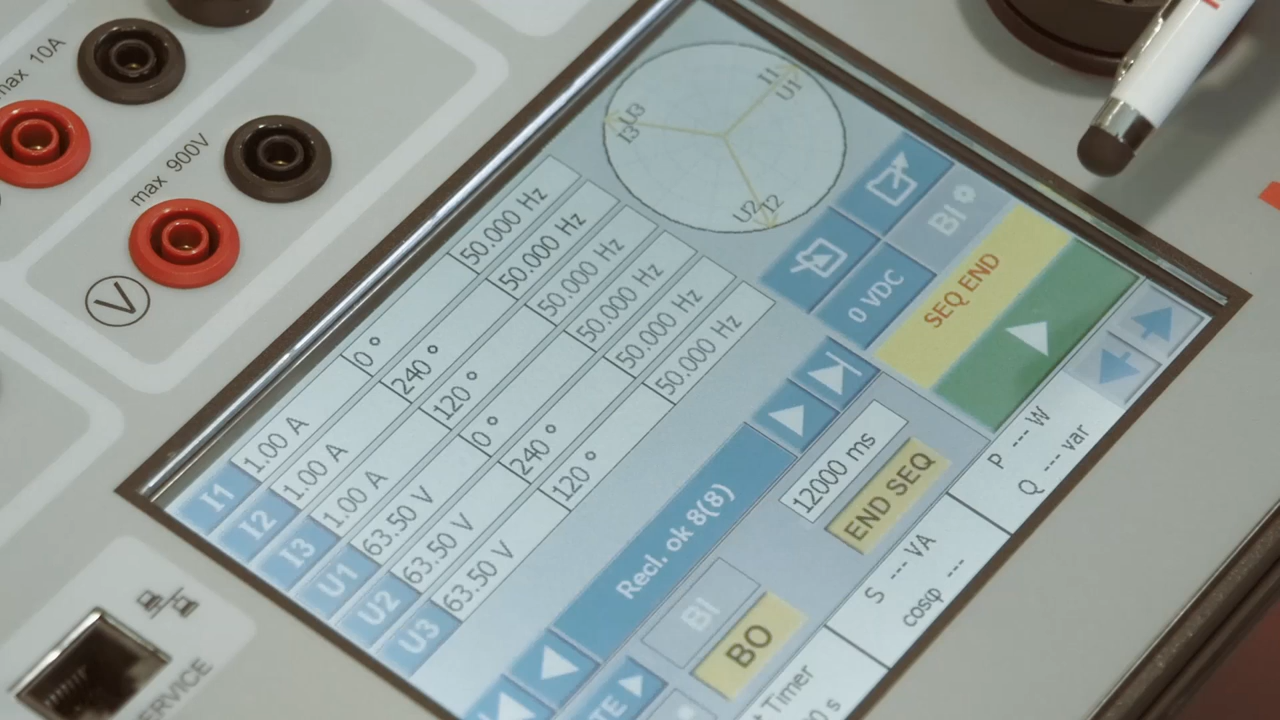 max 10A
max 900V
V
SERVICE
I1 1.00 A 0 ° 50.000 Hz
I2 1.00 A 240 ° 50.000 Hz
I3 1.00 A 120 ° 50.000 Hz
U1 63.50 V 0 ° 50.000 Hz
U2 63.50 V 240 ° 50.000 Hz
U3 63.50 V 120 ° 50.000 Hz
I1
U1
U3
I3
U2
I2
BI
0 VDC
SEQ END
Recl. ok 8(8)
12000 ms
END SEQ
BI
BO
P --- W
Q --- var
S --- VA
cosφ ---
Timer